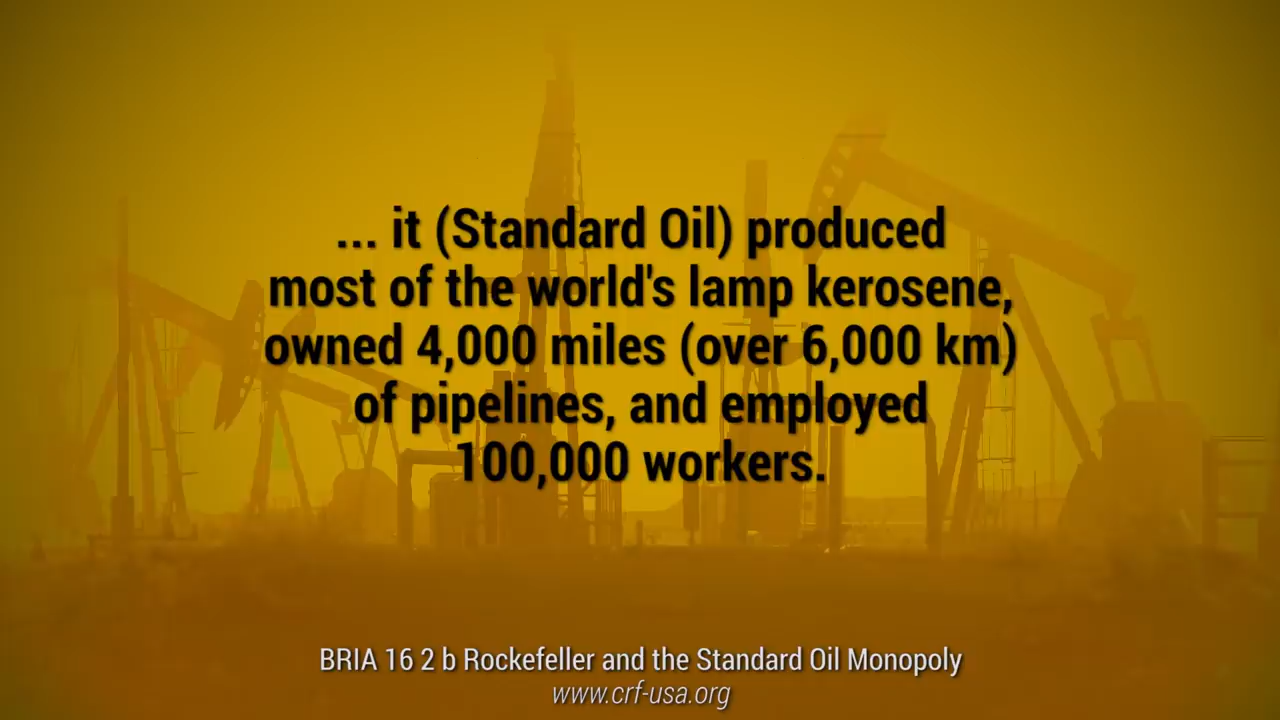 ... it (Standard Oil) produced
most of the world's lamp kerosene,
owned 4,000 miles (over 6,000 km)
of pipelines, and employed
100,000 workers.
BRIA 16 2 b Rockefeller and the Standard Oil Monopoly
www.crf-usa.org